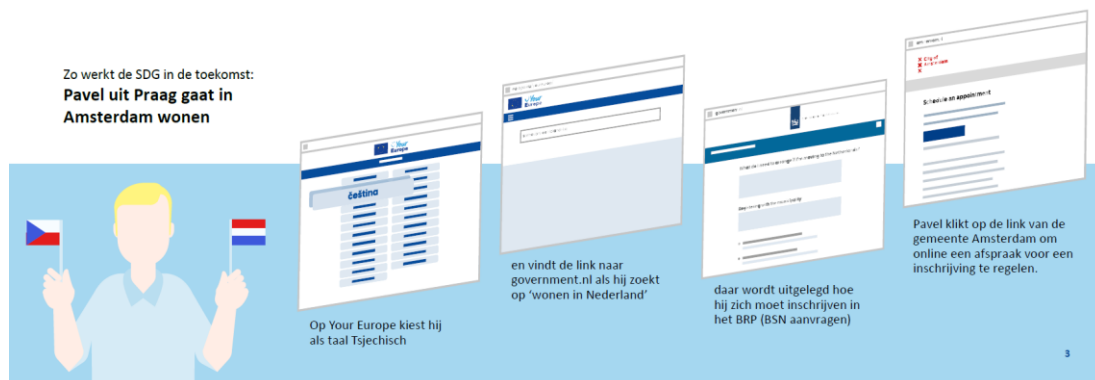 Zo werkt de SDG in de toekomst:
Pavel uit Praag gaat in
Amsterdam wonen
Your
Europe
čeština
Op Your Europe kiest hij
als taal Tsjechisch
Your
Europe
en vindt de link naar
government.nl als hij zoekt
op ‘wonen in Nederland’
daar wordt uitgelegd hoe
hij zich moet inschrijven in
het BRP (BSN aanvragen)
City of
Amsterdam
Schedule an appointment
Pavel klikt op de link van de
gemeente Amsterdam om
online een afspraak voor een
inschrijving te regelen.
3